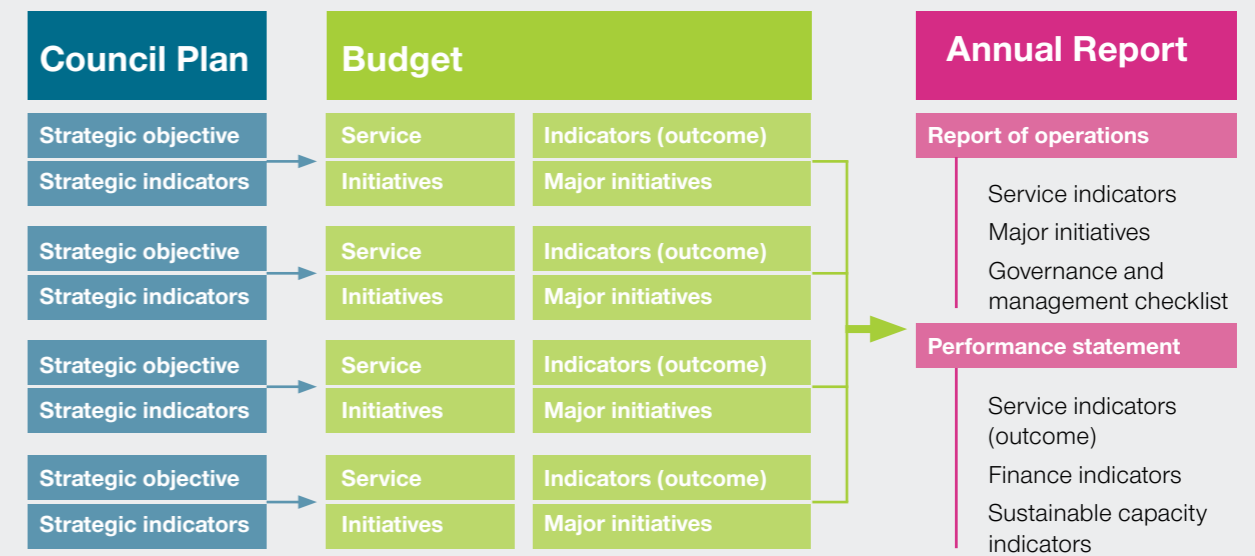 Council Plan
Strategic objective
Strategic indicators
Strategic objective
Strategic indicators
Strategic objective
Strategic indicators
Strategic objective
Strategic indicators
Budget
Service
Indicators (outcome)
Initiatives
Major initiatives
Service
Indicators (outcome)
Initiatives
Major initiatives
Service
Indicators (outcome)
Initiatives
Major initiatives
Service
Indicators (outcome)
Initiatives
Major initiatives
Annual Report
Report of operations
Service indicators
Major initiatives
Governance and
management checklist
Performance statement
Service indicators
(outcome)
Finance indicators
Sustainable capacity
indicators